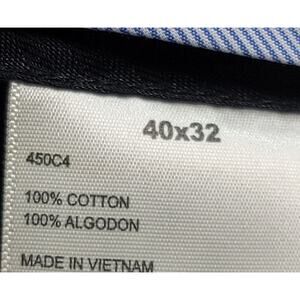 40x32
450C4
100% COTTON
100% ALGODON
MADE IN VIETNAM